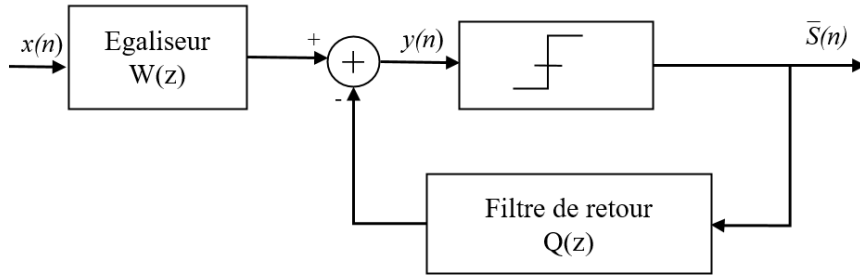 x(n)
Egaliseur
W(z)
+
+
-
y(n)
S̅(n)
Filtre de retour
Q(z)